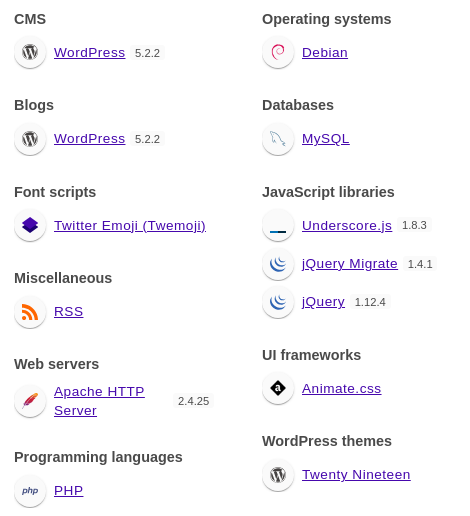 CMS
WordPress 5.2.2
Blogs
WordPress 5.2.2
Font scripts
Twitter Emoji (Twemoji)
Miscellaneous
RSS
Web servers
Apache HTTP
Server 2.4.25
Programming languages
php PHP
Operating systems
Debian
Databases
MySQL
JavaScript libraries
Underscore.js 1.8.3
jQuery Migrate 1.4.1
jQuery 1.12.4
UI frameworks
a Animate.css
WordPress themes
Twenty Nineteen